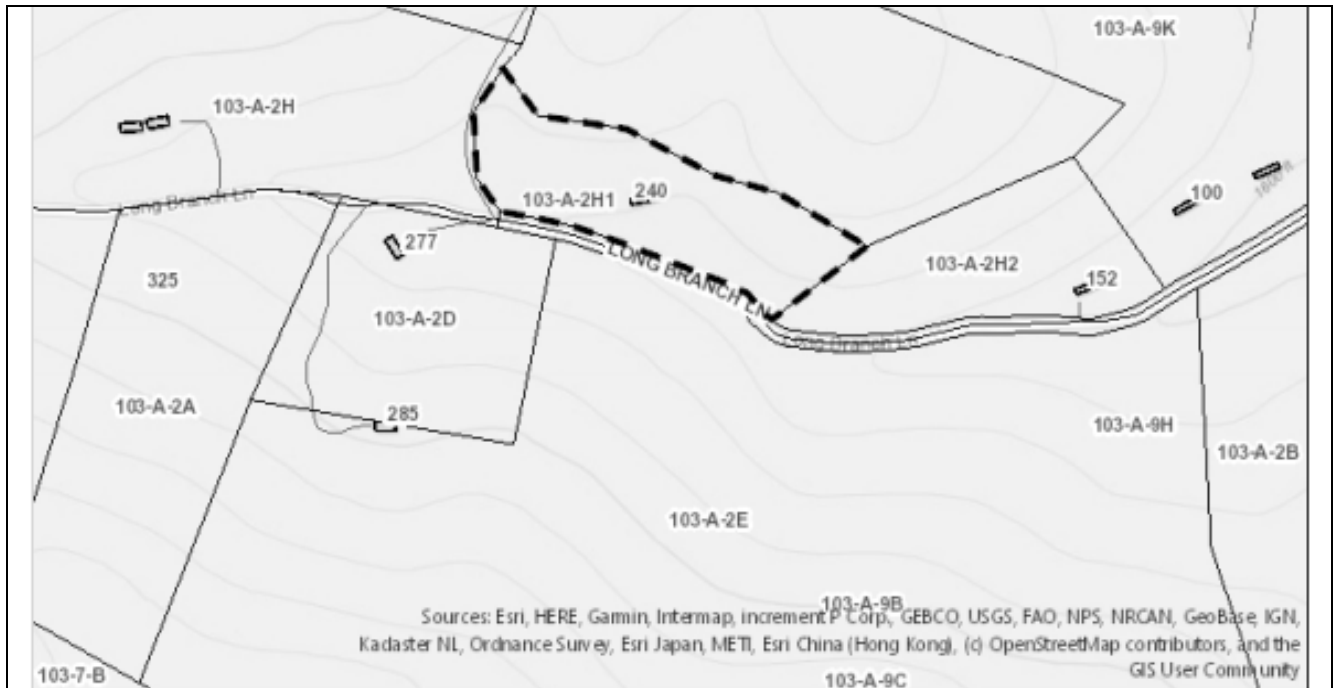 103-A-9K
103-A-2H
103-A-2H1
240
100
1600 ft
Long Branch Ln
277
LONG BRANCH LN
103-A-2H2
325
152
103-A-2D
Long Branch Ln
103-A-2A
285
103-A-9H
103-A-2B
103-A-2E
103-A-9B
Sources: Esri, HERE, Garmin, Intermap, increment P Corp., GEBCO, USGS, FAO, NPS, NRCAN, GeoBase, IGN,
Kadaster NL, Ordnance Survey, Esri Japan, METI, Esri China (Hong Kong), (c) OpenStreetMap contributors, and the
GIS User Community
103-7-B
103-A-9C